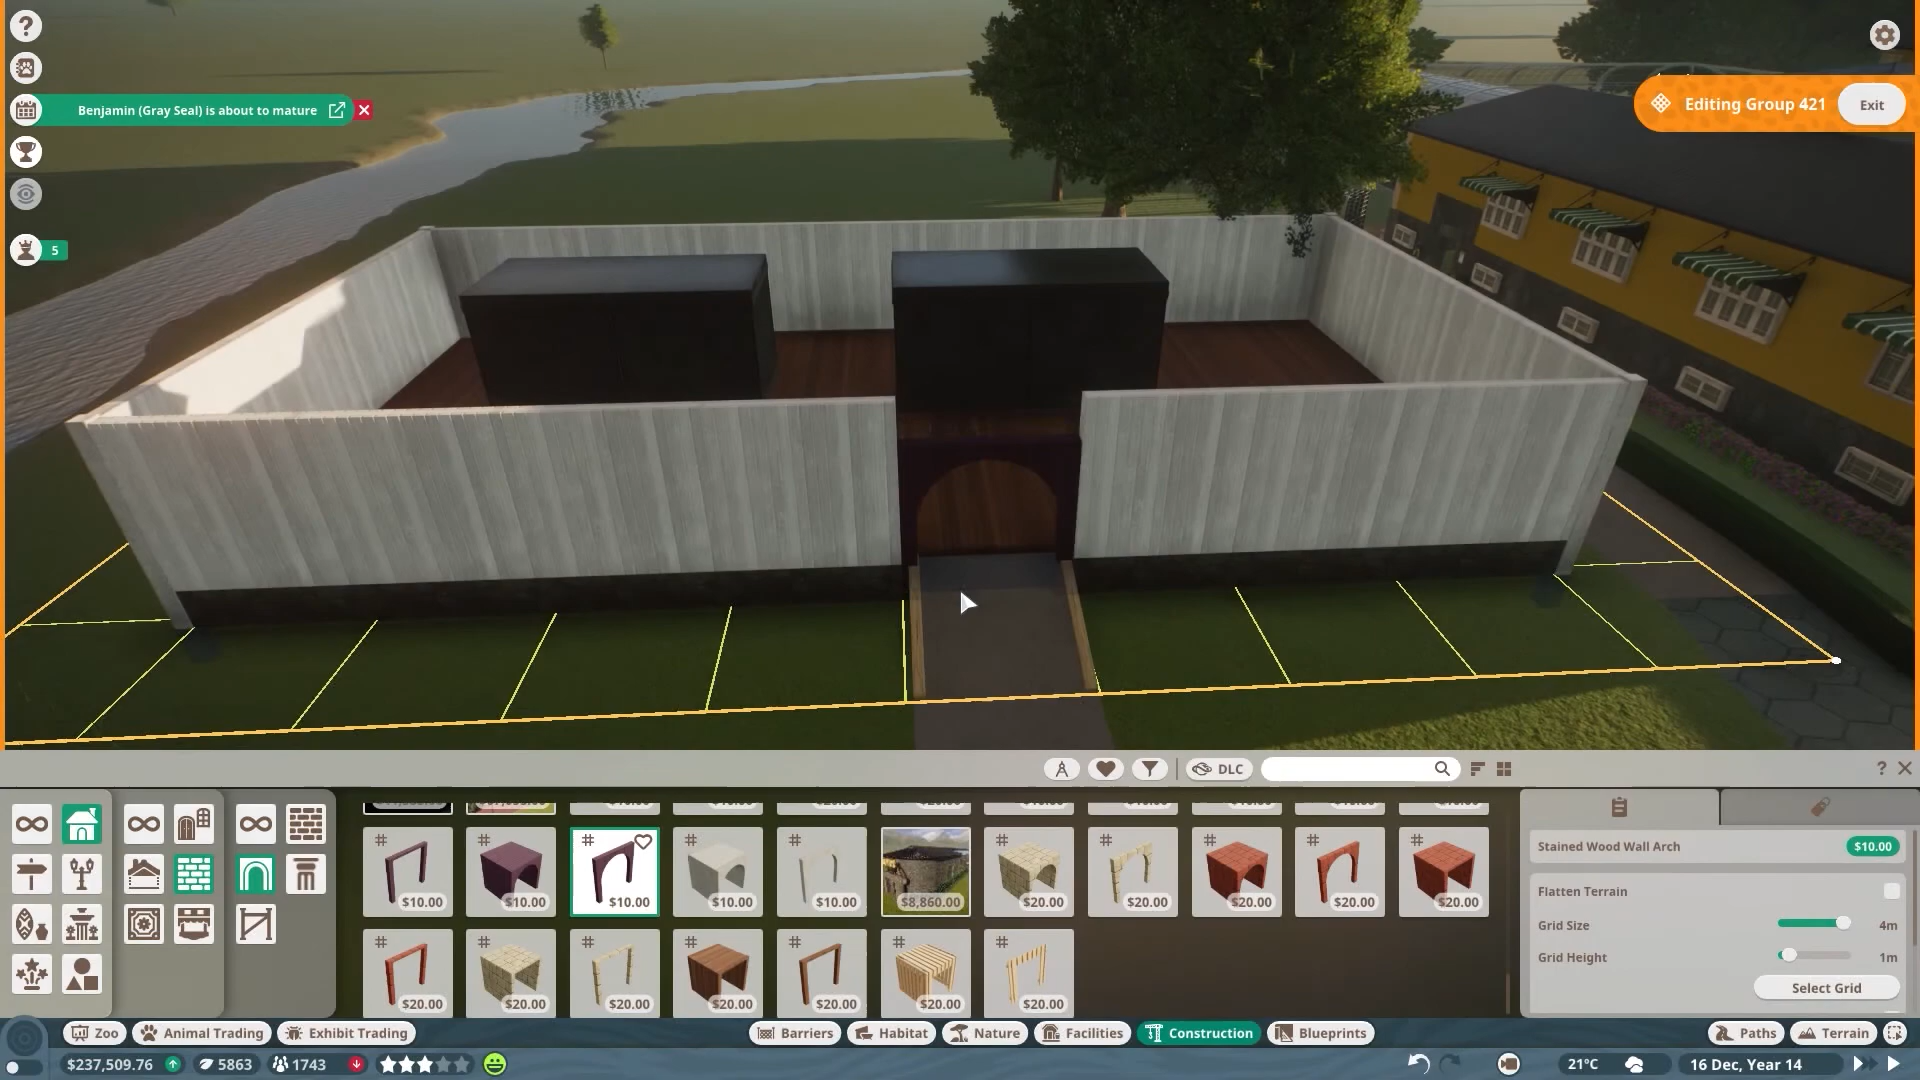 Benjamin (Gray Seal) is about to mature
Editing Group 421
Exit
5
DLC
$10.00
$10.00
$10.00
$10.00
$10.00
$8,860.00
$20.00
$20.00
$20.00
$20.00
$20.00
$20.00
$20.00
$20.00
$20.00
$20.00
$20.00
$20.00
Stained Wood Wall Arch
$10.00
Flatten Terrain
Grid Size
4m
Grid Height
1m
Select Grid
Zoo
Animal Trading
Exhibit Trading
Barriers
Habitat
Nature
Facilities
Construction
Blueprints
Paths
Terrain
$237,509.76
5863
1743
21°C
16 Dec, Year 14